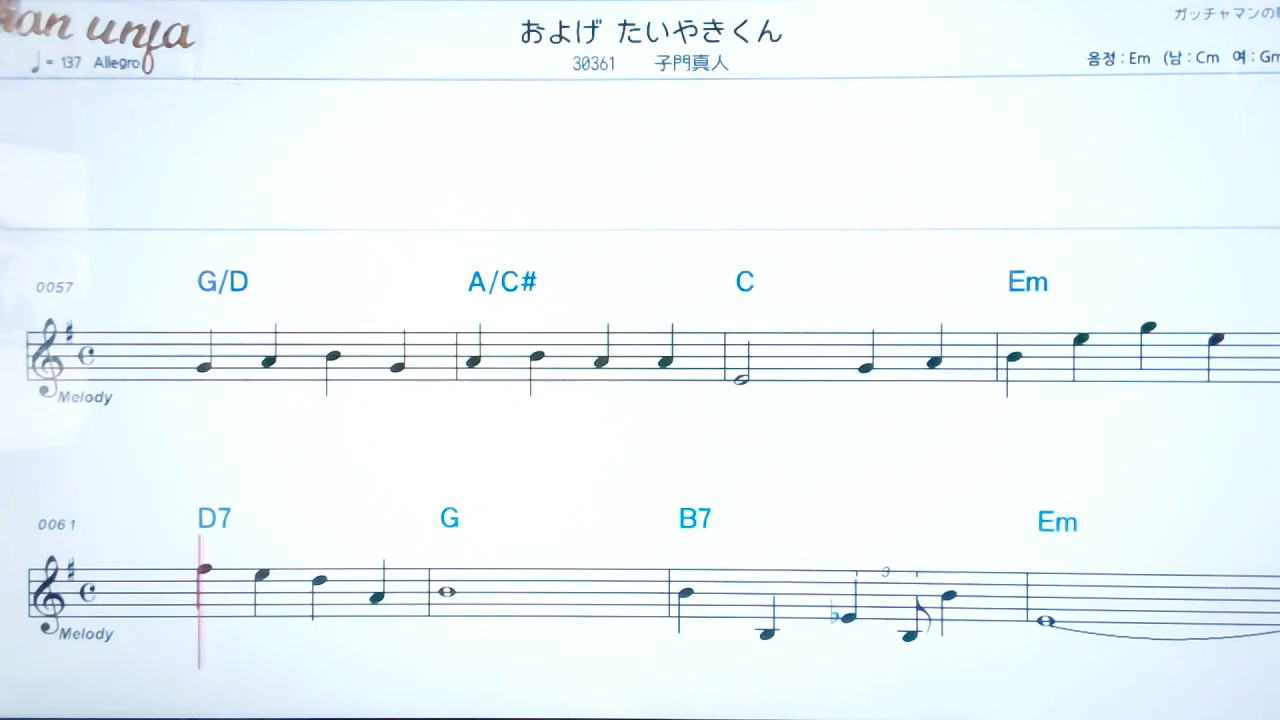 およげ たいやきくん
ガッチャマンの
♩= 137 Allegro
30361 子門真人
음정 : Em (남 : Cm 여 : Gm
0057
G/D A/C# C Em
Melody
0061
D7 G B7 Em
3
Melody